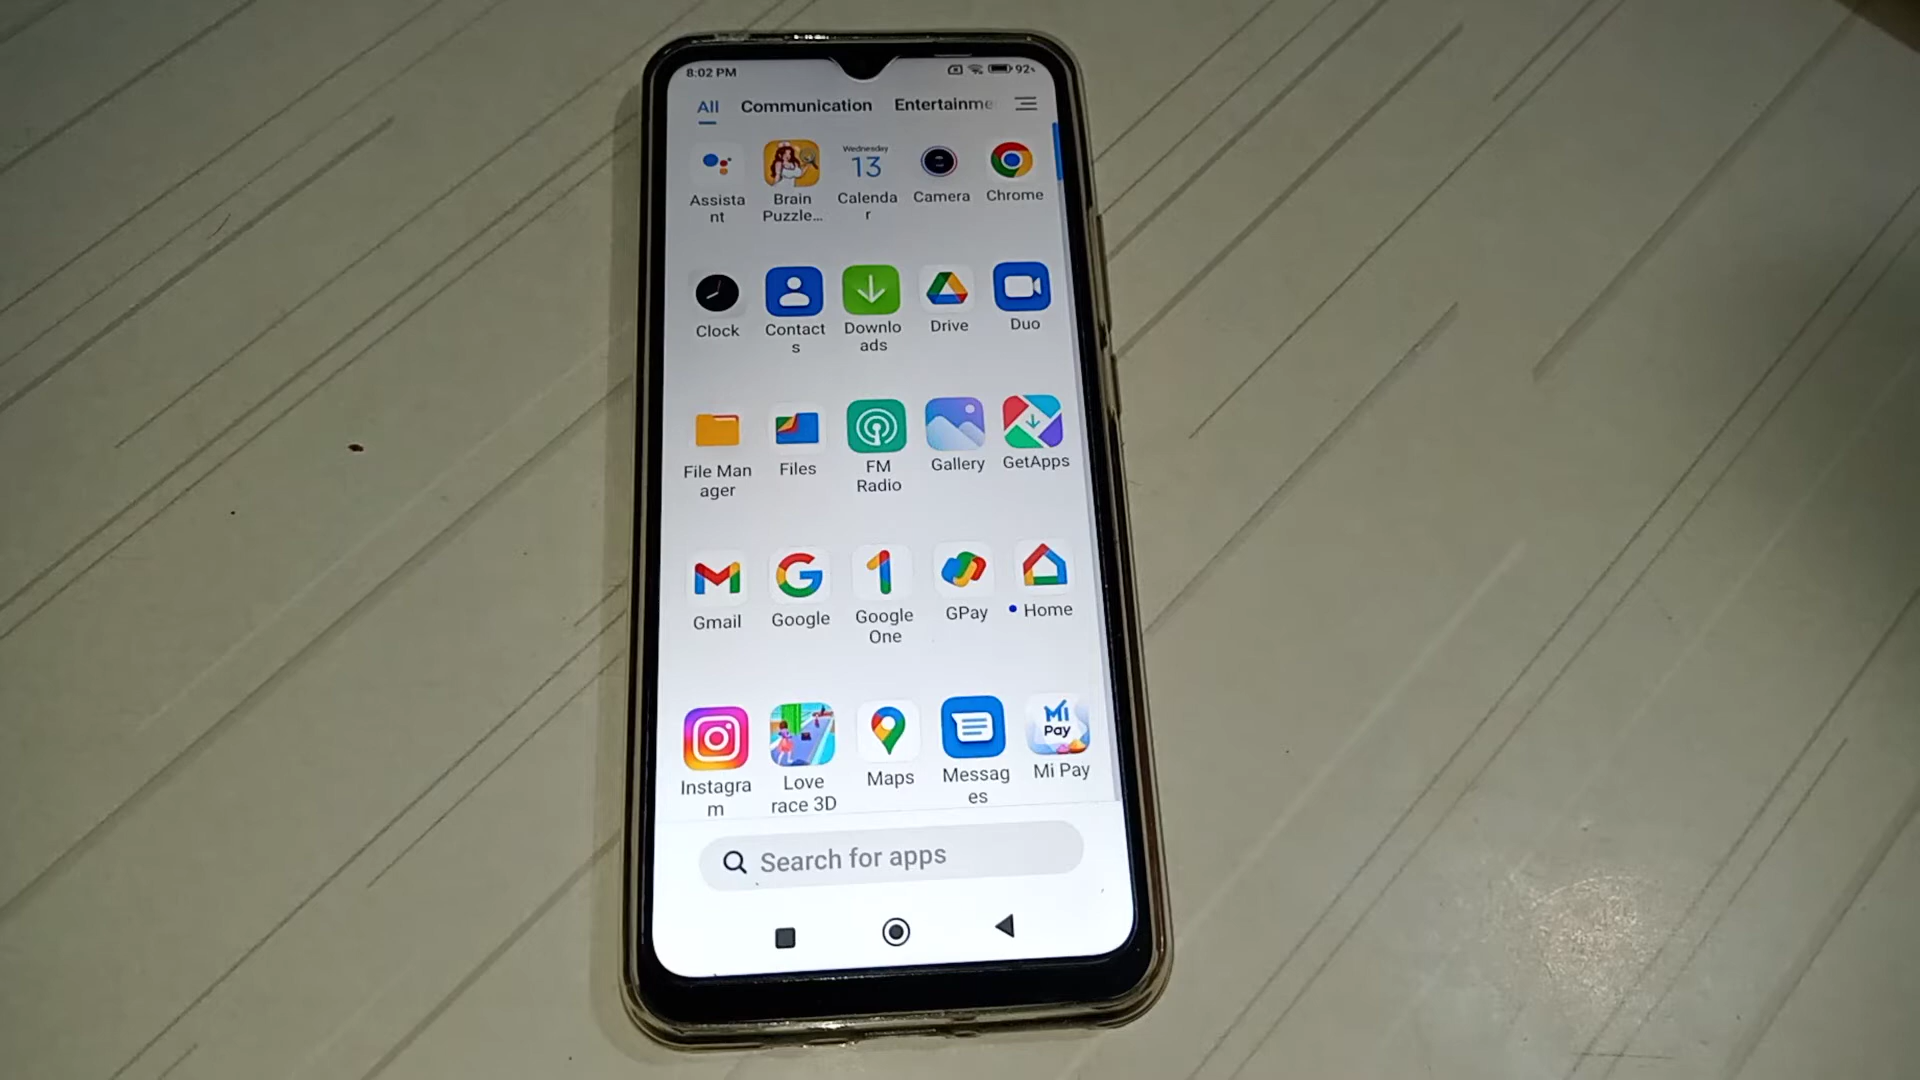 8:02 PM 92
All Communication Entertainme
Wednesday
13
Assista
nt
Brain
Puzzle...
Calenda
r
Camera
Chrome
Clock
Contact
s
Downlo
ads
Drive
Duo
File Man
ager
Files
FM
Radio
Gallery
GetApps
Gmail
Google
Google
One
GPay
Home
Mi
Pay
Instagra
m
Love
race 3D
Maps
Messag
es
Mi Pay
Search for apps